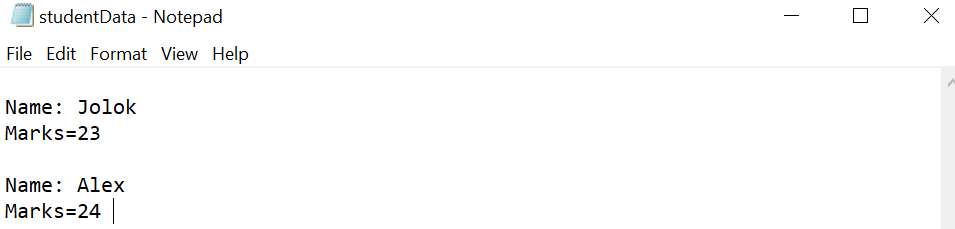 studentData - Notepad
File Edit Format View Help
Name: Jolok
Marks=23
Name: Alex
Marks=24